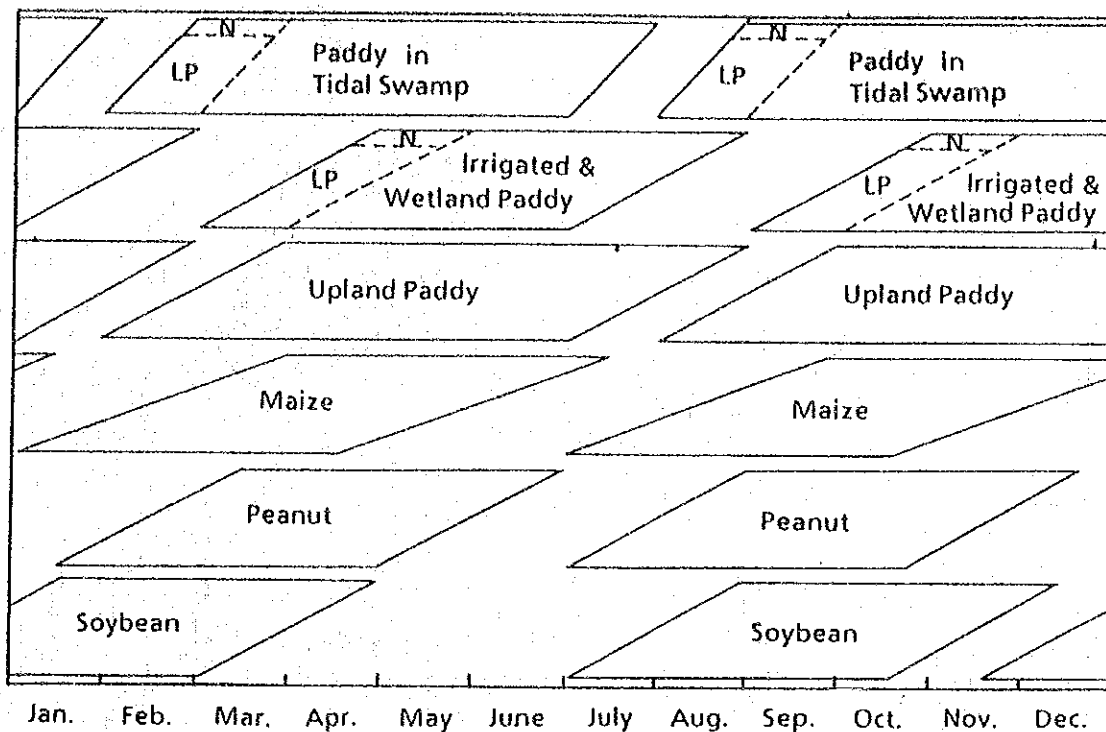 N
LP
Paddy in
Tidal Swamp
N
LP
Paddy In
Tidal Swamp
N
LP
Irrigated &
Wetland Paddy
N
LP
Irrigated &
Wetland Paddy
Upland Paddy
Upland Paddy
Maize
Maize
Peanut
Peanut
Soybean
Soybean
Jan. Feb. Mar. Apr. May June July Aug. Sep. Oct. Nov. Dec.